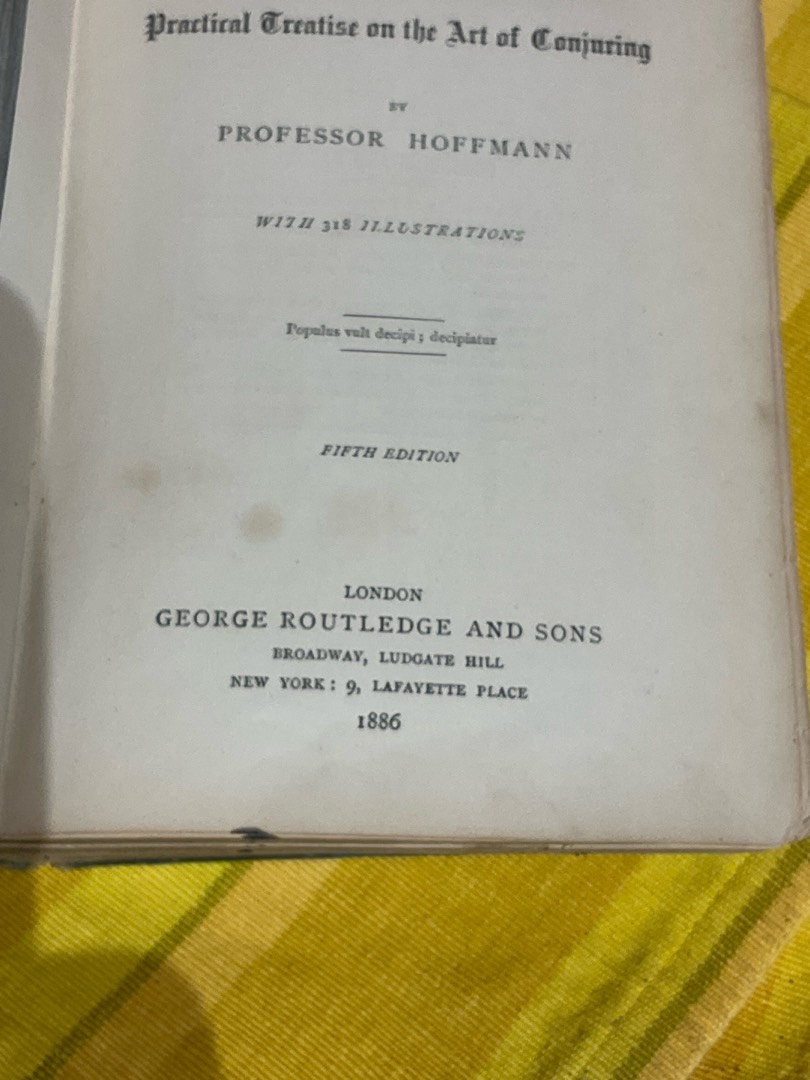 Practical Treatise on the Art of Conjuring
BY
PROFESSOR HOFFMANN
WITH 318 ILLUSTRATIONS
Populus vult decipi; decipiatur
FIFTH EDITION
LONDON
GEORGE ROUTLEDGE AND SONS
BROADWAY, LUDGATE HILL
NEW YORK: 9, LAFAYETTE PLACE
1886